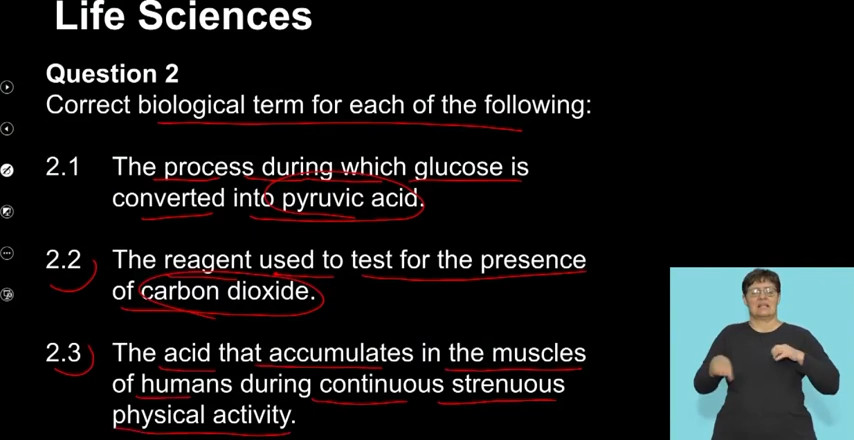 Life Sciences
Question 2
Correct biological term for each of the following:
2.1 The process during which glucose is
converted into pyruvic acid.
2.2 The reagent used to test for the presence
of carbon dioxide.
2.3 The acid that accumulates in the muscles
of humans during continuous strenuous
physical activity.